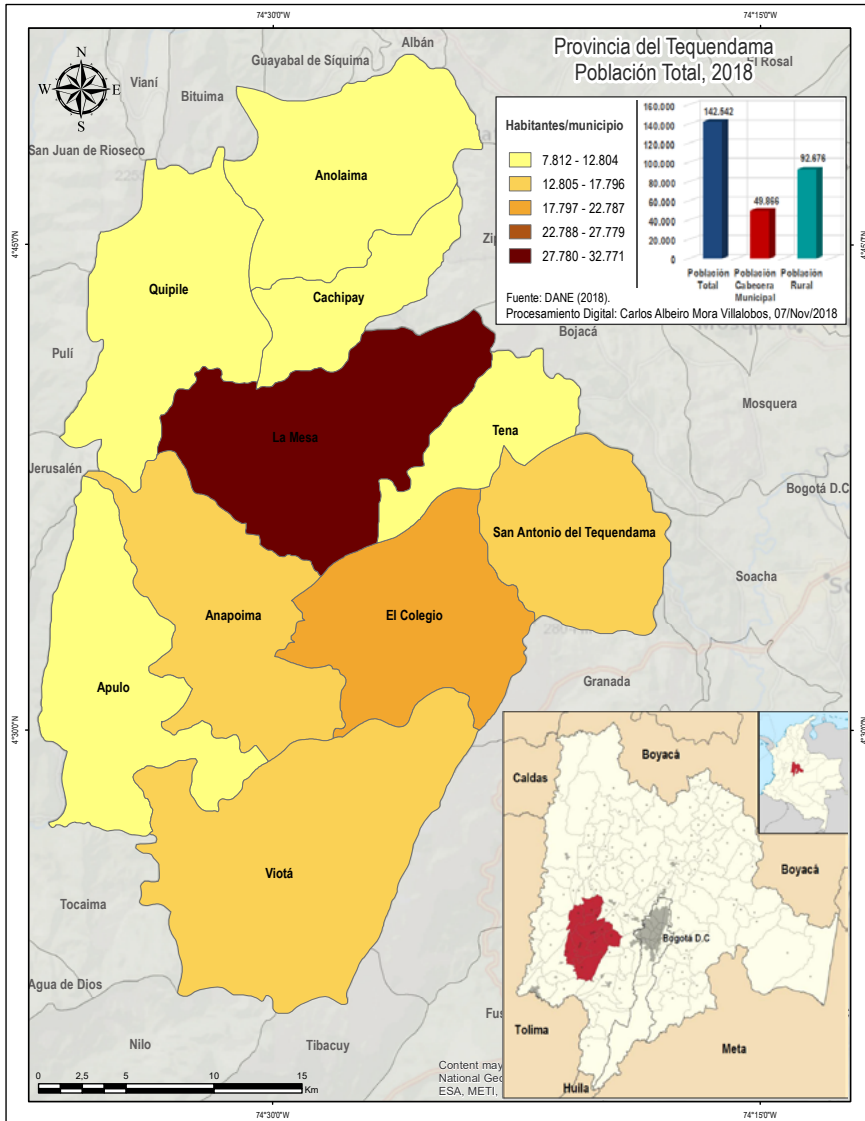 74°30'0"W
74°15'0"W
Provincia del Tequendama
Población Total, 2018
Albán
El Rosal
Guayabal de Síquima
Vianí
Bituima
N
W
E
S
San Juan de Rioseco
Habitantes/municipio
7.812 - 12.804
12.805 - 17.796
17.797 - 22.787
22.788 - 27.779
27.780 - 32.771
160.000
140.000
120.000
100.000
80.000
60.000
40.000
20.000
0
142.542
49.866
92.676
Población
Total
Población
Cabecera
Municipal
Población
Rural
Fuente: DANE (2018).
Procesamiento Digital: Carlos Albeiro Mora Villalobos, 07/Nov/2018
Anolaima
4°45'0"N
4°45'0"N
Quipile
Cachipay
Bojacá
Pulí
Mosquera
La Mesa
Tena
Jerusalén
Bogotá D.C
San Antonio del Tequendama
Soacha
Anapoima
El Colegio
Granada
Apulo
4°30'0"N
4°30'0"N
Viotá
Tocaima
Agua de Dios
Nilo
Tibacuy
Boyacá
Caldas
Boyacá
Bogotá D.C
Tolima
Meta
Huila
0
2,5
5
10
15
Km
Content may
National Geo
ESA, METI,
74°30'0"W
74°15'0"W